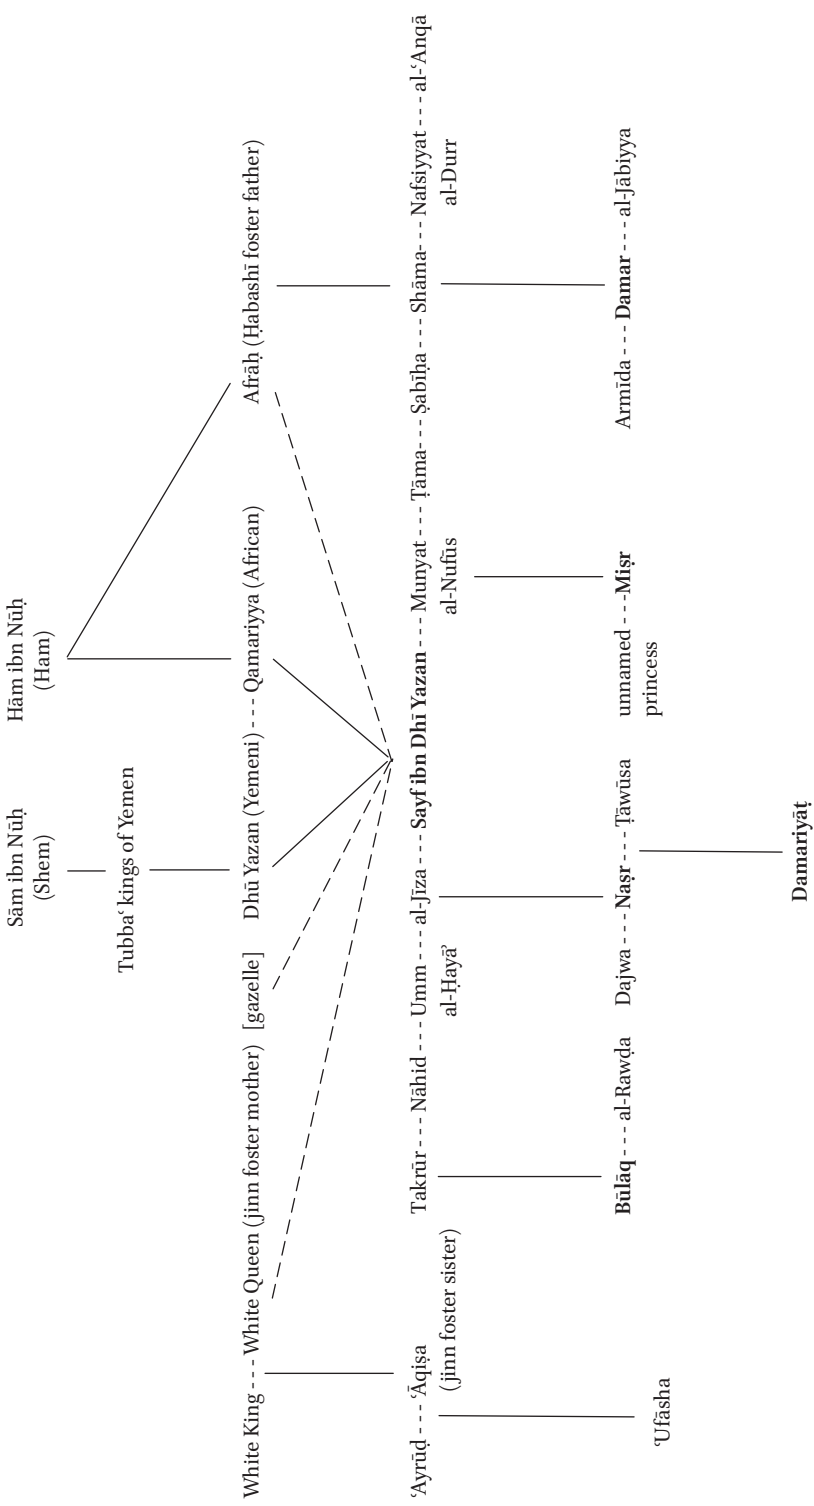 Sām ibn Nūḥ Hām ibn Nūḥ
(Shem) (Ham)
Tubbaʿ kings of Yemen
White King --- White Queen (jinn foster mother) [gazelle] Dhū Yazan (Yemeni) --- Qamariyya (African) Afrāḥ (Ḥabashī foster father)
ʿAyrūḍ --- ʿĀqiṣa Takrūr --- Nāhid --- Umm --- al-Jīza --- Sayf ibn Dhī Yazan --- Munyat --- Ṭāma --- Ṣabīḥa --- Shāma --- Nafsiyyat --- al-ʿAnqā
(jinn foster sister) al-Ḥayāʾ al-Nufūs al-Durr
Būlāq --- al-Rawḍa Dajwa --- Naṣr --- Ṭāwūsa unnamed --- Miṣr Armīda --- Damar --- al-Jābiyya
princess
ʿUfāsha
Damariyāṭ